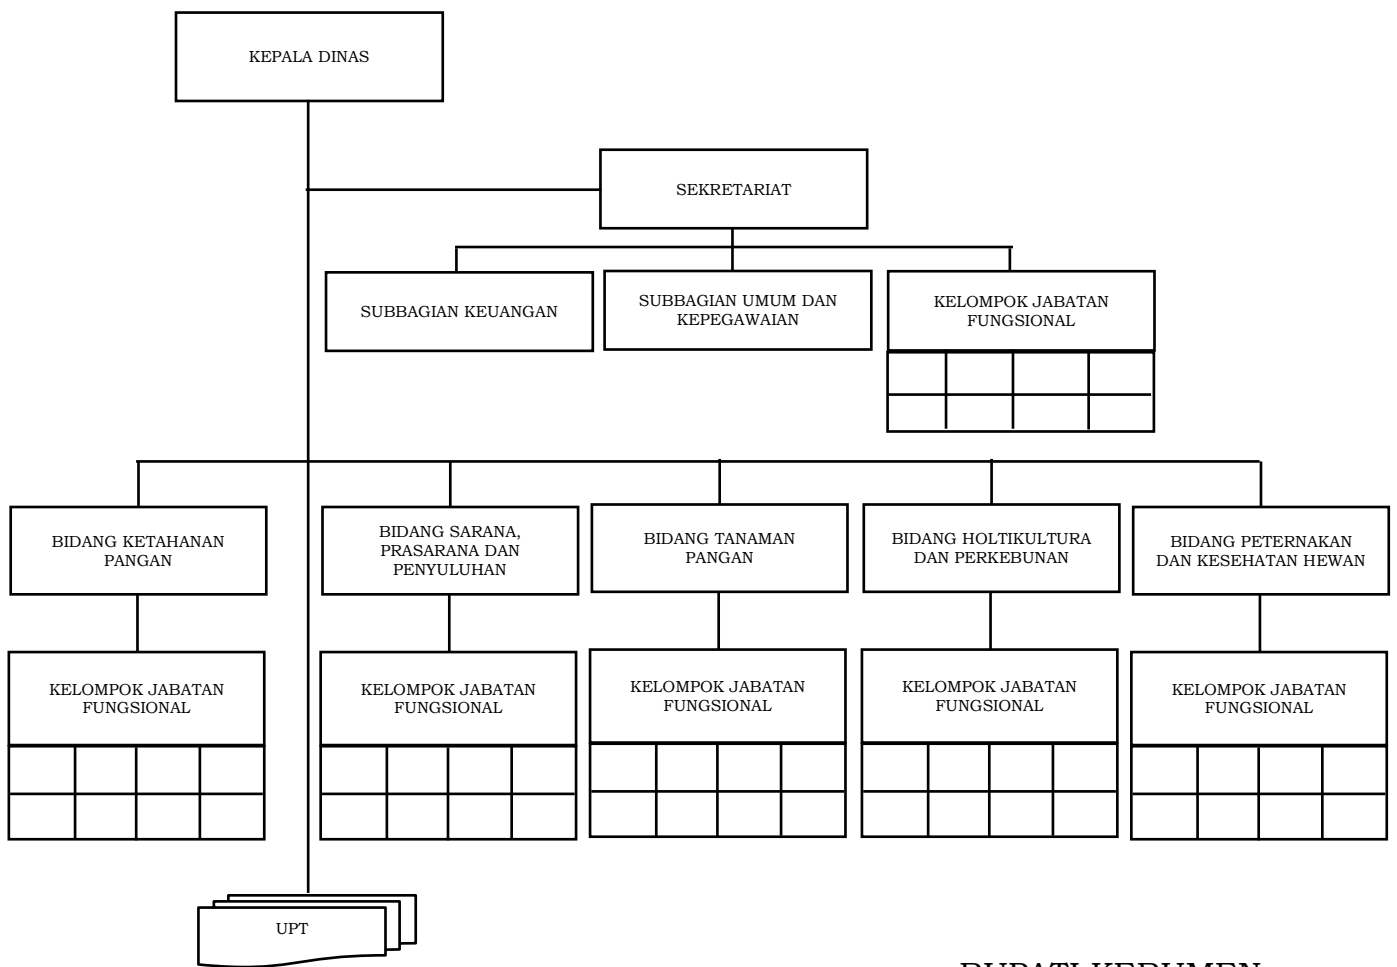 KEPALA DINAS
SEKRETARIAT
SUBBAGIAN KEUANGAN
SUBBAGIAN UMUM DAN
KEPEGAWAIAN
KELOMPOK JABATAN
FUNGSIONAL
BIDANG KETAHANAN
PANGAN
BIDANG SARANA,
PRASARANA DAN
PENYULUHAN
BIDANG TANAMAN
PANGAN
BIDANG HOLTIKULTURA
DAN PERKEBUNAN
BIDANG PETERNAKAN
DAN KESEHATAN HEWAN
KELOMPOK JABATAN
FUNGSIONAL
KELOMPOK JABATAN
FUNGSIONAL
KELOMPOK JABATAN
FUNGSIONAL
KELOMPOK JABATAN
FUNGSIONAL
KELOMPOK JABATAN
FUNGSIONAL
UPT
BUPATI KEBUMEN